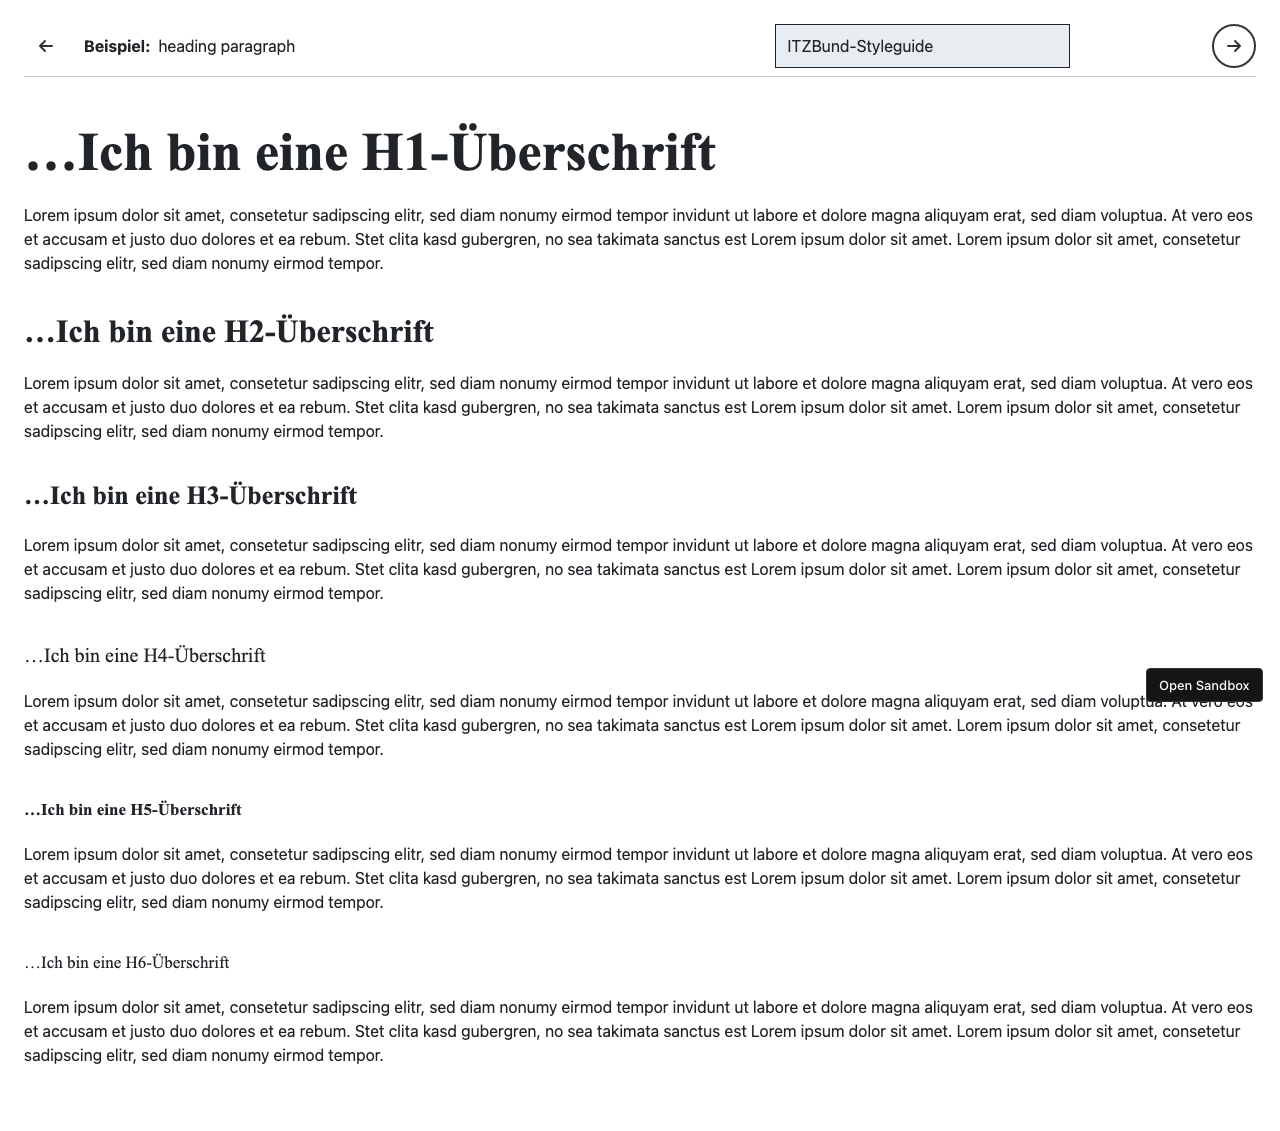 Beispiel: heading paragraph
ITZBund-Styleguide
…Ich bin eine H1-Überschrift
Lorem ipsum dolor sit amet, consetetur sadipscing elitr, sed diam nonumy eirmod tempor invidunt ut labore et dolore magna aliquyam erat, sed diam voluptua. At vero eos
et accusam et justo duo dolores et ea rebum. Stet clita kasd gubergren, no sea takimata sanctus est Lorem ipsum dolor sit amet. Lorem ipsum dolor sit amet, consetetur
sadipscing elitr, sed diam nonumy eirmod tempor.
…Ich bin eine H2-Überschrift
Lorem ipsum dolor sit amet, consetetur sadipscing elitr, sed diam nonumy eirmod tempor invidunt ut labore et dolore magna aliquyam erat, sed diam voluptua. At vero eos
et accusam et justo duo dolores et ea rebum. Stet clita kasd gubergren, no sea takimata sanctus est Lorem ipsum dolor sit amet. Lorem ipsum dolor sit amet, consetetur
sadipscing elitr, sed diam nonumy eirmod tempor.
…Ich bin eine H3-Überschrift
Lorem ipsum dolor sit amet, consetetur sadipscing elitr, sed diam nonumy eirmod tempor invidunt ut labore et dolore magna aliquyam erat, sed diam voluptua. At vero eos
et accusam et justo duo dolores et ea rebum. Stet clita kasd gubergren, no sea takimata sanctus est Lorem ipsum dolor sit amet. Lorem ipsum dolor sit amet, consetetur
sadipscing elitr, sed diam nonumy eirmod tempor.
…Ich bin eine H4-Überschrift
Open Sandbox
Lorem ipsum dolor sit amet, consetetur sadipscing elitr, sed diam nonumy eirmod tempor invidunt ut labore et dolore magna aliquyam erat, sed diam voluptua. At vero eos
et accusam et justo duo dolores et ea rebum. Stet clita kasd gubergren, no sea takimata sanctus est Lorem ipsum dolor sit amet. Lorem ipsum dolor sit amet, consetetur
sadipscing elitr, sed diam nonumy eirmod tempor.
…Ich bin eine H5-Überschrift
Lorem ipsum dolor sit amet, consetetur sadipscing elitr, sed diam nonumy eirmod tempor invidunt ut labore et dolore magna aliquyam erat, sed diam voluptua. At vero eos
et accusam et justo duo dolores et ea rebum. Stet clita kasd gubergren, no sea takimata sanctus est Lorem ipsum dolor sit amet. Lorem ipsum dolor sit amet, consetetur
sadipscing elitr, sed diam nonumy eirmod tempor.
…Ich bin eine H6-Überschrift
Lorem ipsum dolor sit amet, consetetur sadipscing elitr, sed diam nonumy eirmod tempor invidunt ut labore et dolore magna aliquyam erat, sed diam voluptua. At vero eos
et accusam et justo duo dolores et ea rebum. Stet clita kasd gubergren, no sea takimata sanctus est Lorem ipsum dolor sit amet. Lorem ipsum dolor sit amet, consetetur
sadipscing elitr, sed diam nonumy eirmod tempor.